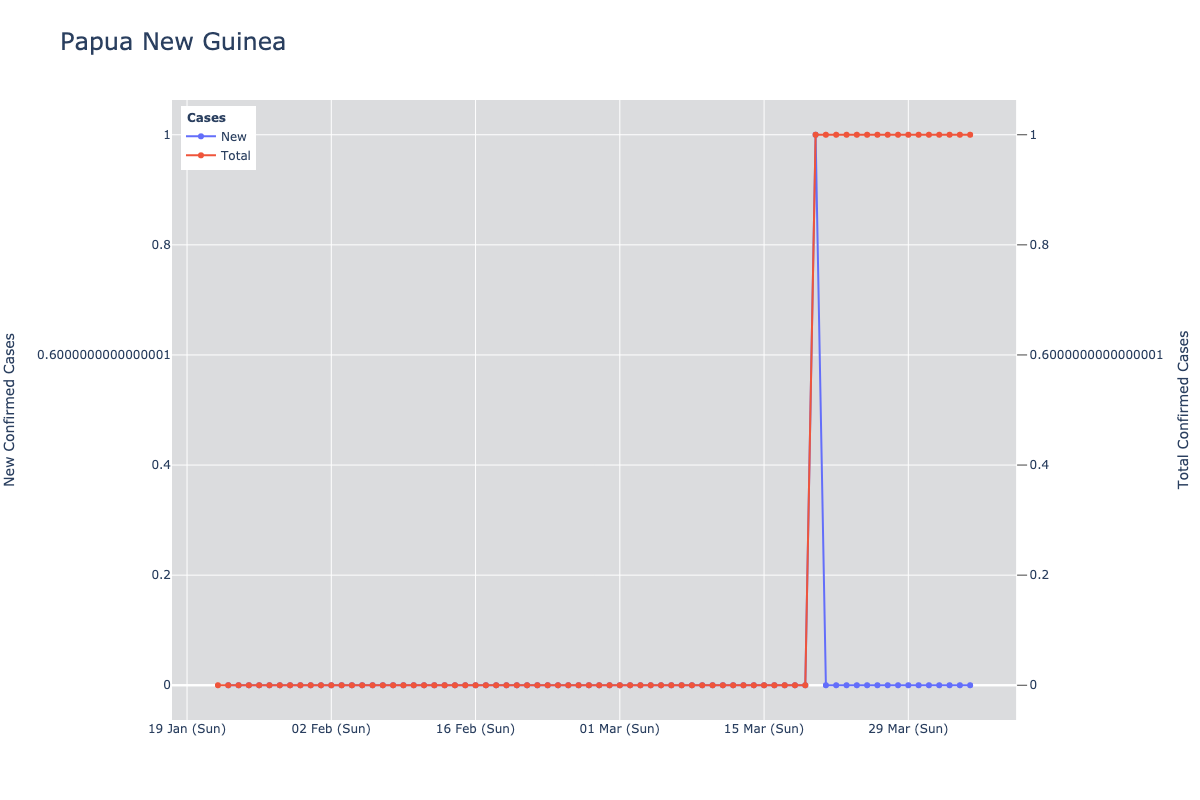 Papua New Guinea
Cases
New
Total
1
0.8
0.6000000000000001
0.4
0.2
0
1
0.8
0.6000000000000001
0.4
0.2
0
New Confirmed Cases
Total Confirmed Cases
19 Jan (Sun)
02 Feb (Sun)
16 Feb (Sun)
01 Mar (Sun)
15 Mar (Sun)
29 Mar (Sun)